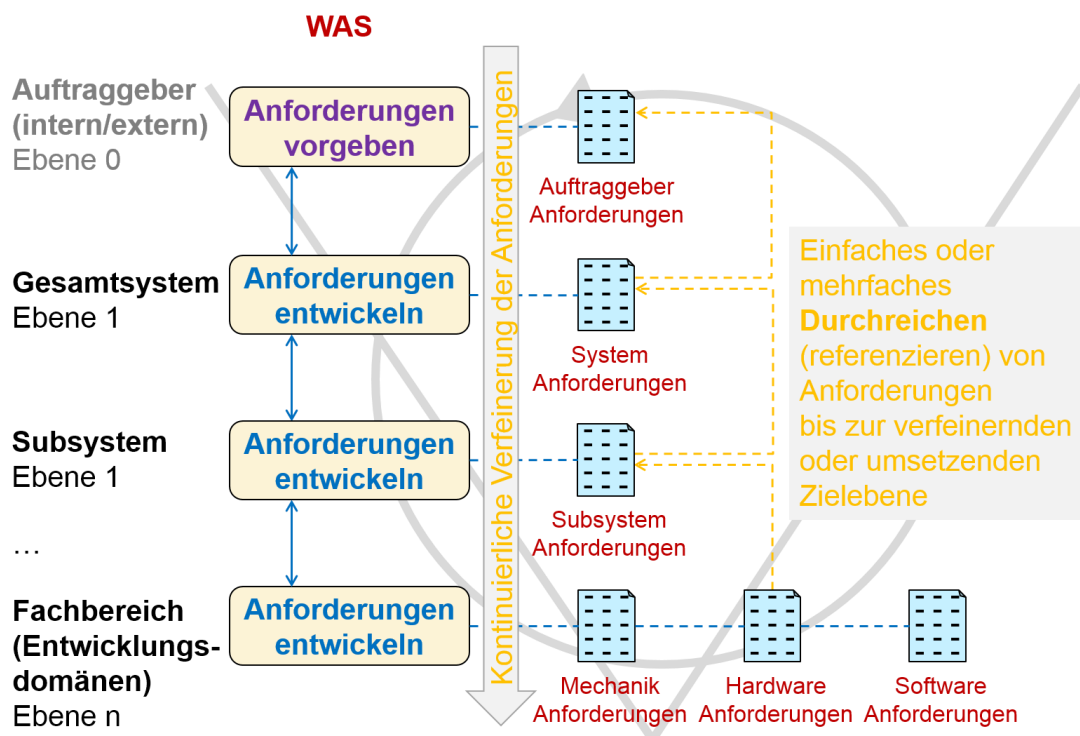 WAS
Auftraggeber
(intern/extern)
Ebene 0
Anforderungen
vorgeben
Auftraggeber
Anforderungen
Kontinuierliche Verfeinerung der Anforderungen
Gesamtsystem
Ebene 1
Anforderungen
entwickeln
System
Anforderungen
Einfaches oder
mehrfaches
Durchreichen
(referenzieren) von
Anforderungen
bis zur verfeinernden
oder umsetzenden
Zielebene
Subsystem
Ebene 1
Anforderungen
entwickeln
Subsystem
Anforderungen
…
Fachbereich
(Entwicklungs-
domänen)
Ebene n
Anforderungen
entwickeln
Mechanik
Anforderungen
Hardware
Anforderungen
Software
Anforderungen